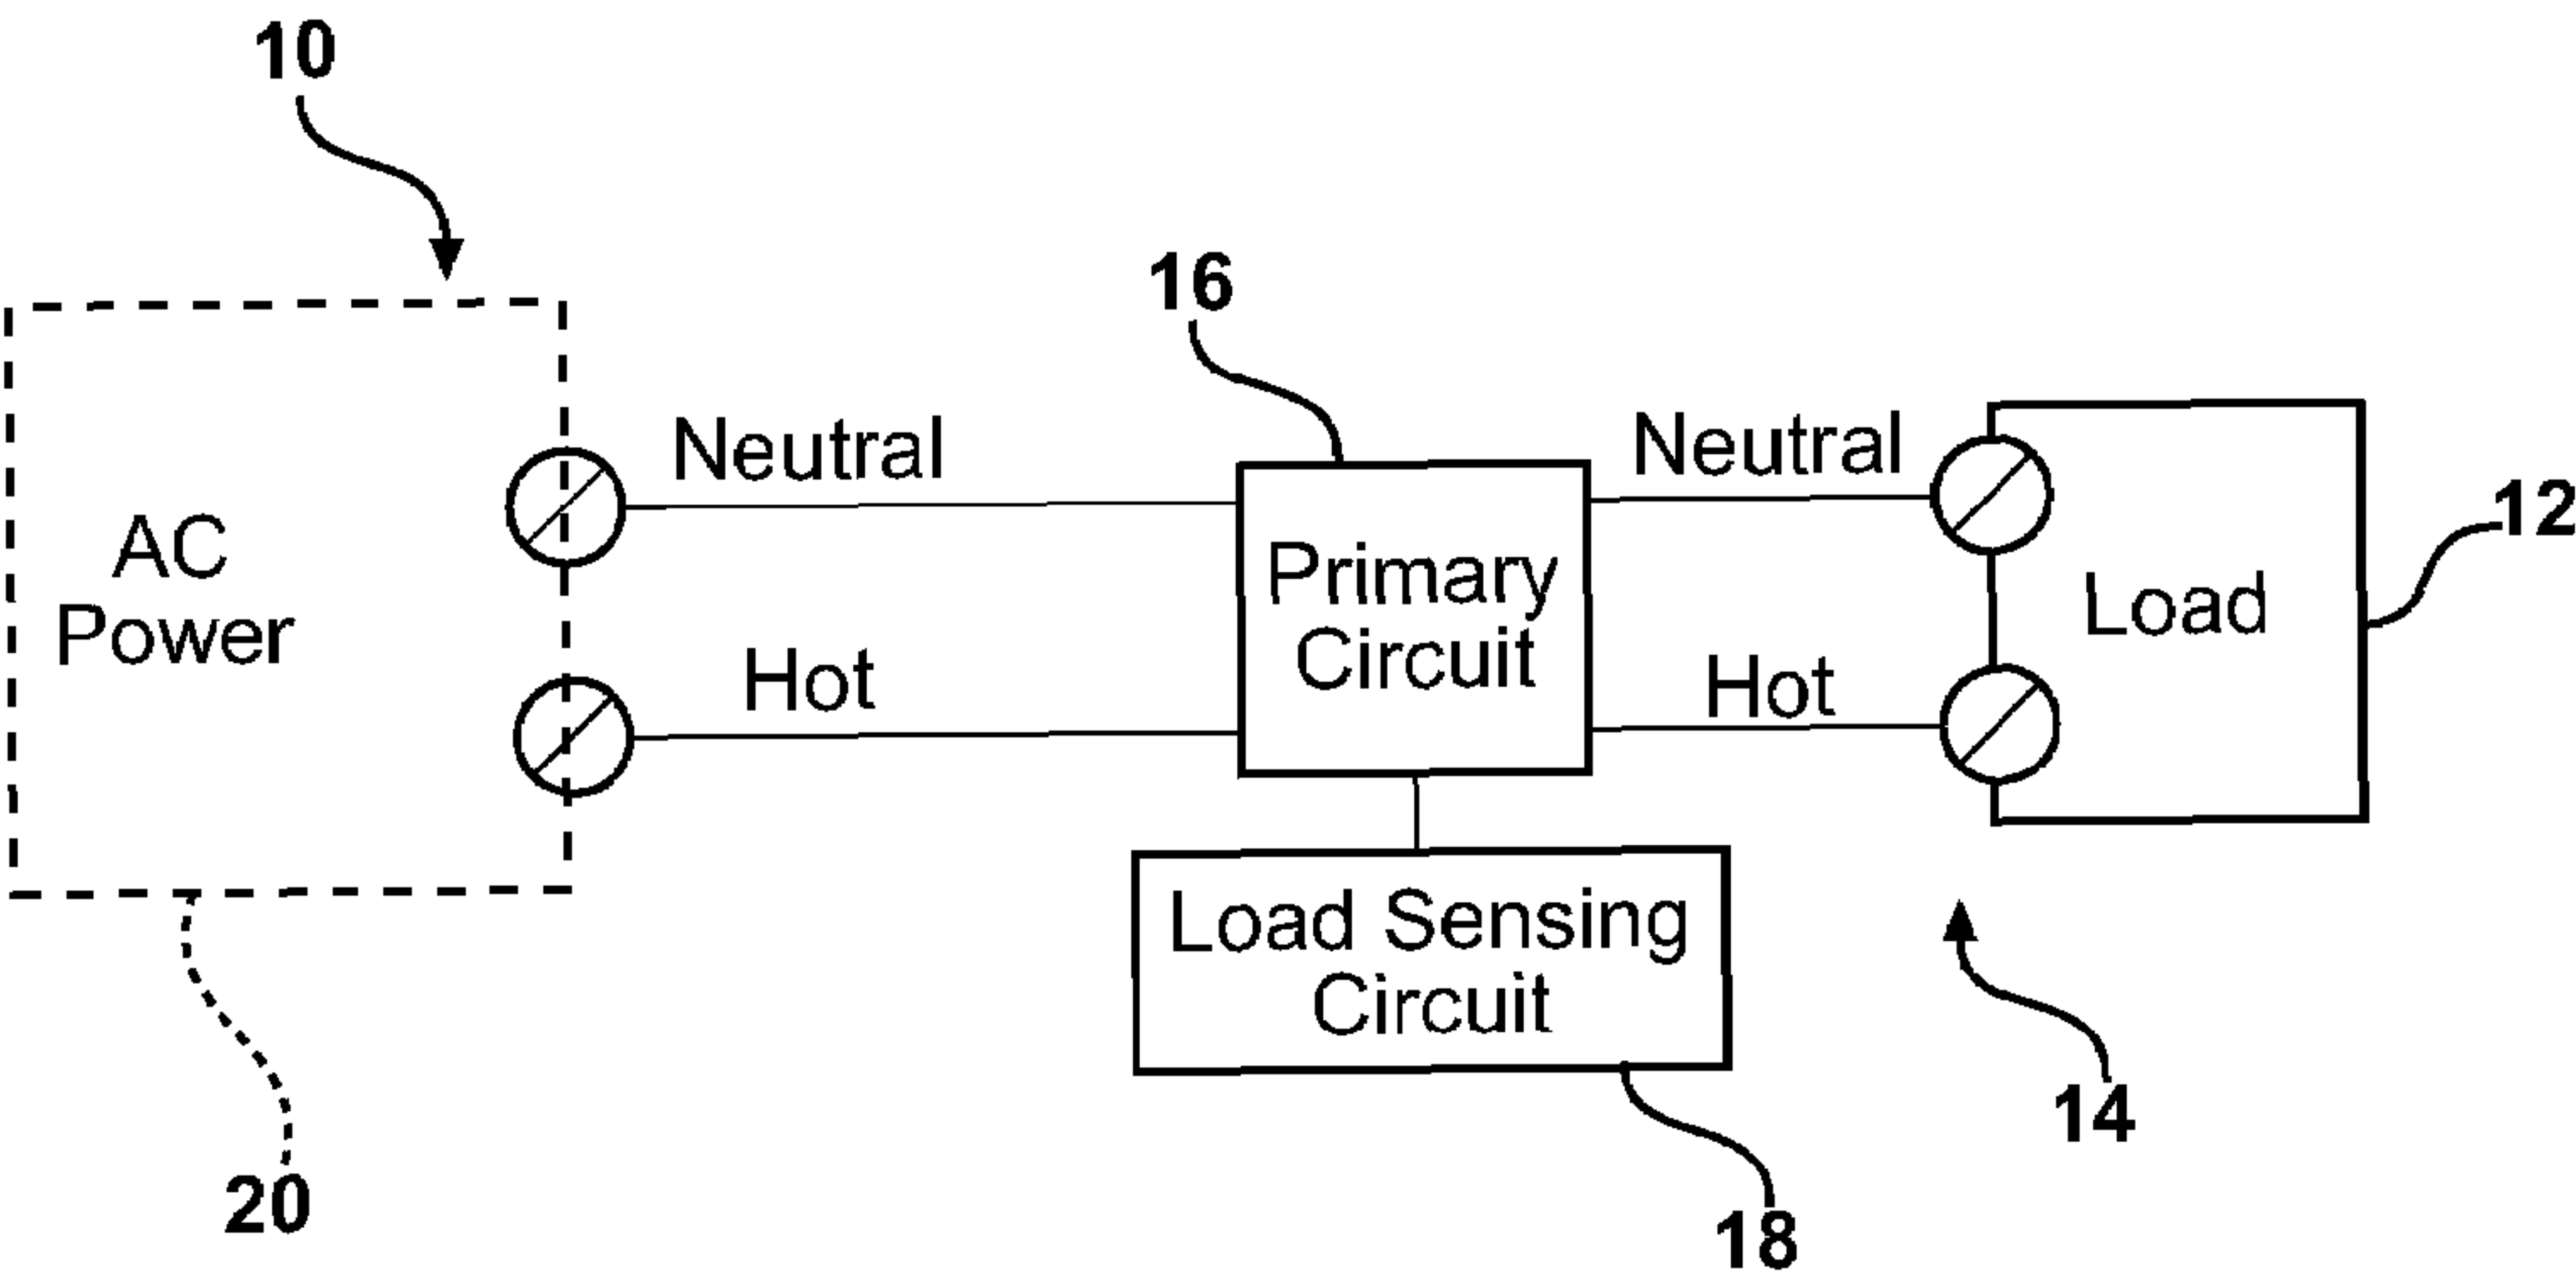 10
16
Neutral
Neutral
12
AC
Power
Primary
Circuit
Load
Hot
Hot
Load Sensing
Circuit
14
20
18